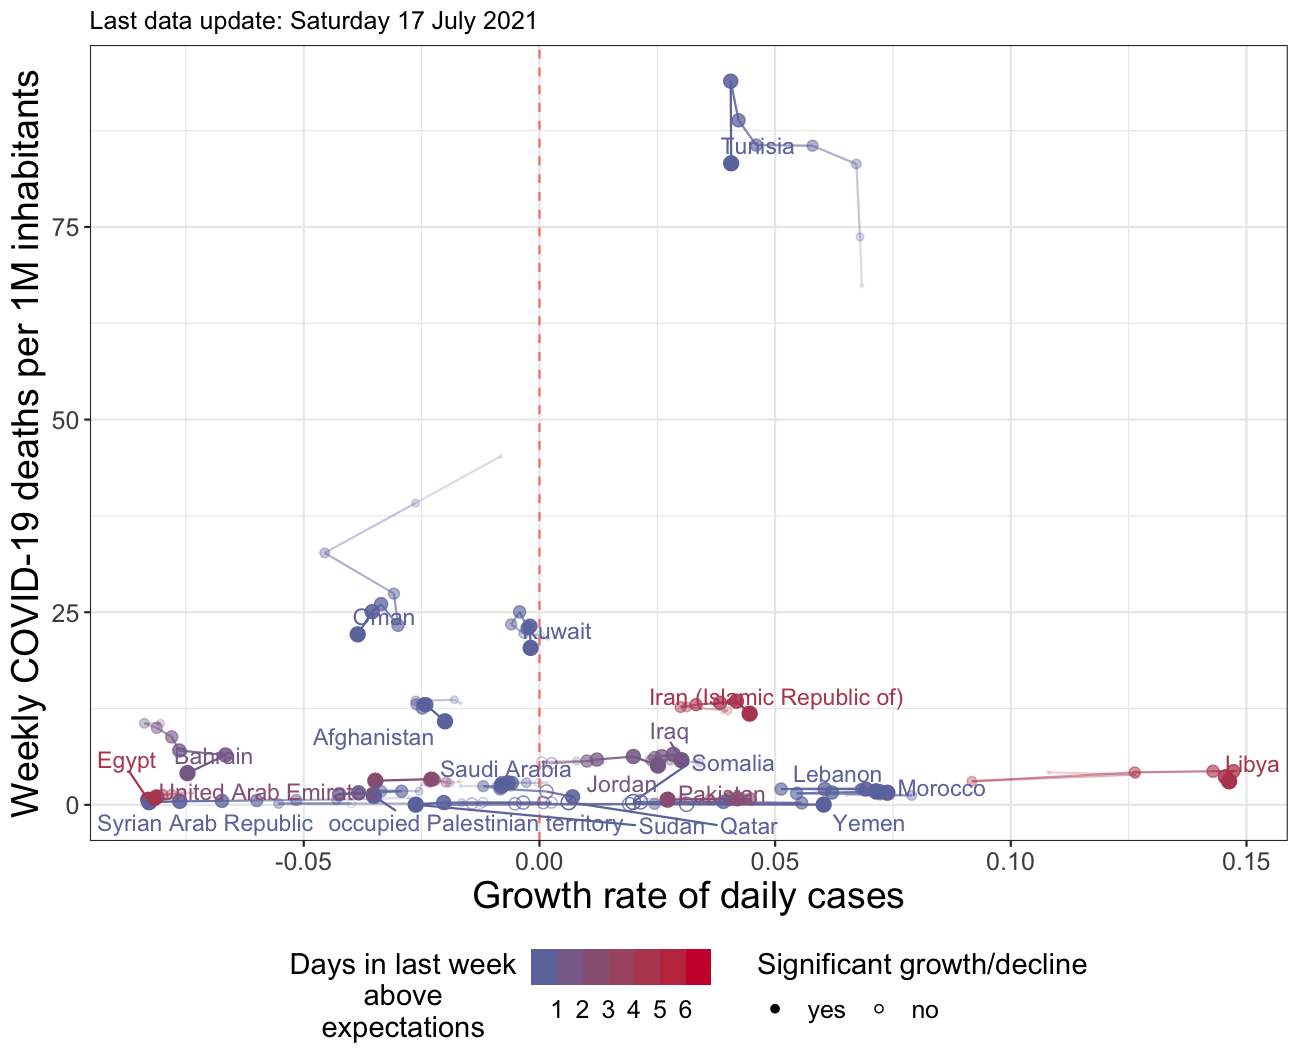 Last data update: Saturday 17 July 2021
Weekly COVID-19 deaths per 1M inhabitants
75
50
25
0
Tunisia
Oman
Kuwait
Iran (Islamic Republic of)
Afghanistan
Iraq
Bahrain
Egypt
Saudi Arabia
Somalia
Libya
Lebanon
Jordan
United Arab Emirates
Pakistan
Morocco
Syrian Arab Republic
occupied Palestinian territory
Sudan
Qatar
Yemen
-0.05
0.00
0.05
0.10
0.15
Growth rate of daily cases
Days in last week
above
expectations
1 2 3 4 5 6
Significant growth/decline
yes
no